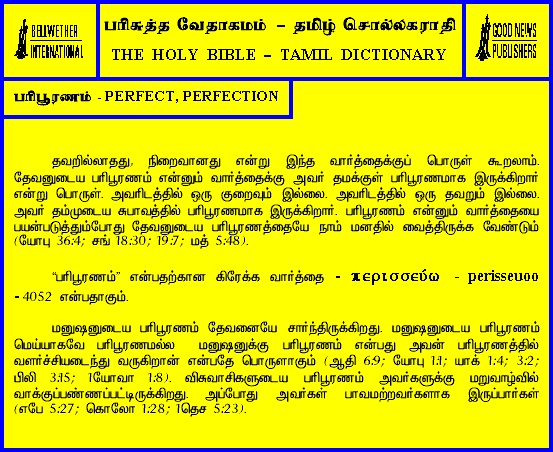 BELLWETHER
INTERNATIONAL
பரிசுத்த வேதாகமம் – தமிழ் சொல்லகராதி
THE HOLY BIBLE – TAMIL DICTIONARY
GOOD NEWS
PUBLISHERS
பரிபூரணம் - PERFECT, PERFECTION
தவறில்லாதது, நிறைவானது என்று இந்த வார்த்தைக்குப் பொருள் கூறலாம்.
தேவனுடைய பரிபூரணம் என்னும் வார்த்தைக்கு அவர் தமக்குள் பரிபூரணமாக இருக்கிறார்
என்று பொருள். அவரிடத்தில் ஒரு குறைவும் இல்லை. அவரிடத்தில் ஒரு தவறும் இல்லை.
அவர் தம்முடைய சுபாவத்தில் பரிபூரணமாக இருக்கிறார். பரிபூரணம் என்னும் வார்த்தையை
பயன்படுத்தும்போது தேவனுடைய பரிபூரணத்தையே நாம் மனதில் வைத்திருக்க வேண்டும்
(யோபு 36:4; சங் 18:30; 19:7; மத் 5:48).
“பரிபூரணம்” என்பதற்கான கிரேக்க வார்த்தை - περισσεύω - perisseuoo
- 4052 என்பதாகும்.
மனுஷனுடைய பரிபூரணம் தேவனையே சார்ந்திருக்கிறது. மனுஷனுடைய பரிபூரணம்
மெய்யாகவே பரிபூரணமல்ல மனுஷனுக்கு பரிபூரணம் என்பது அவன் பரிபூரணத்தில்
வளர்ச்சியடைந்து வருகிறான் என்பதே பொருளாகும் (ஆதி 6:9; யோபு 1:1; யாக் 1:4; 3:2;
பிலி 3:15; 1யோவா 1:8). விசுவாசிகளுடைய பரிபூரணம் அவர்களுக்கு மறுவாழ்வில்
வாக்குப்பண்ணப்பட்டிருக்கிறது. அப்போது அவர்கள் பாவமற்றவர்களாக இருப்பார்கள்
(எபே 5:27; கொலோ 1:28; 1தெச 5:23).